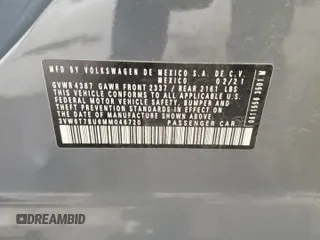 MFD BY VOLKSWAGEN DE MEXICO S.A. DE C.V.
MEXICO 02/21
GVWR 4387 GAWR FRONT 2337 / REAR 2161 LBS
THIS VEHICLE CONFORMS TO ALL APPLICABLE
FEDERAL MOTOR VEHICLE SAFETY, BUMPER AND
THEFT PREVENTION STANDARDS IN EFFECT ON
THE DATE OF MANUFACTURE SHOWN ABOVE.
PASSENGER CAR
DREAMBID